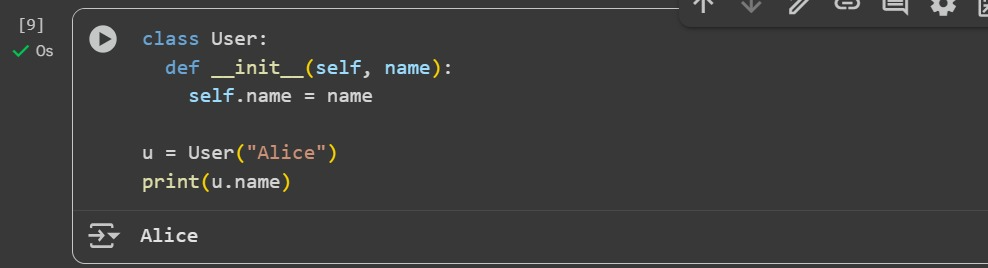 [9]
0s
class User:
  def __init__(self, name):
    self.name = name
u = User("Alice")
print(u.name)
Alice